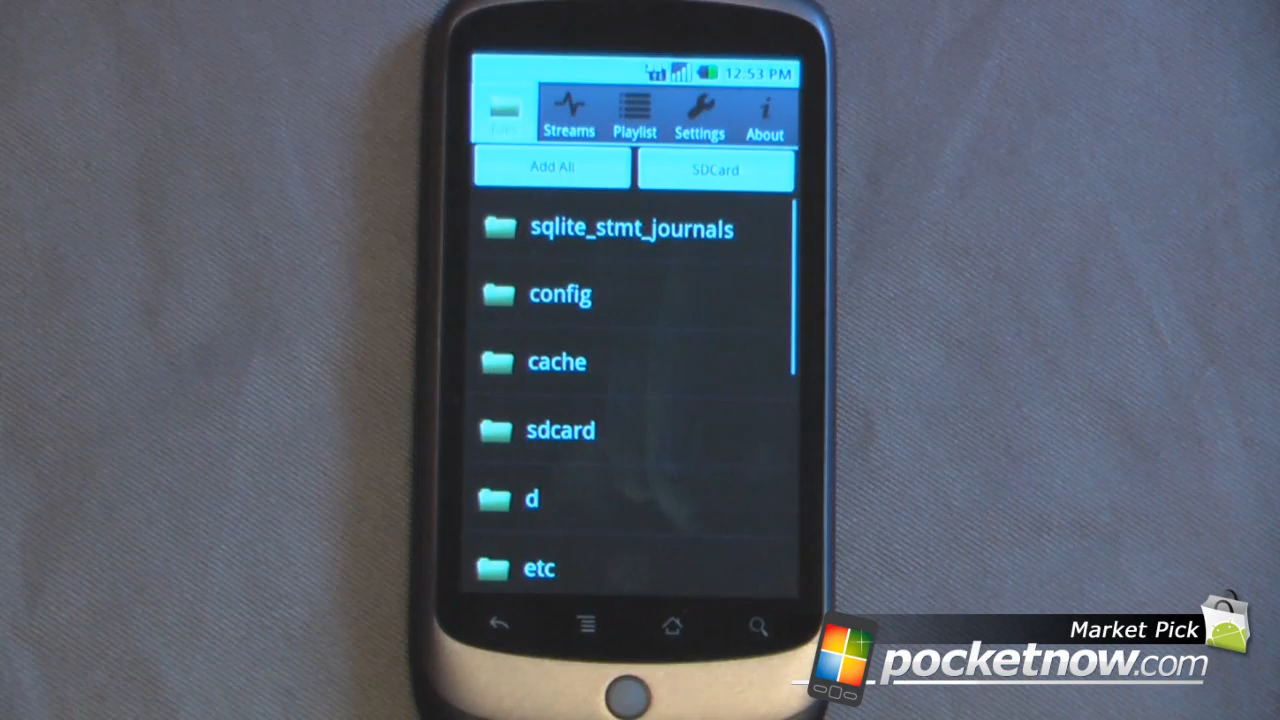 12:53 PM
Streams
Playlist
Settings
About
Add All
SDCard
sqlite_stmt_journals
config
cache
sdcard
d
etc
Market Pick
pocketnow.com